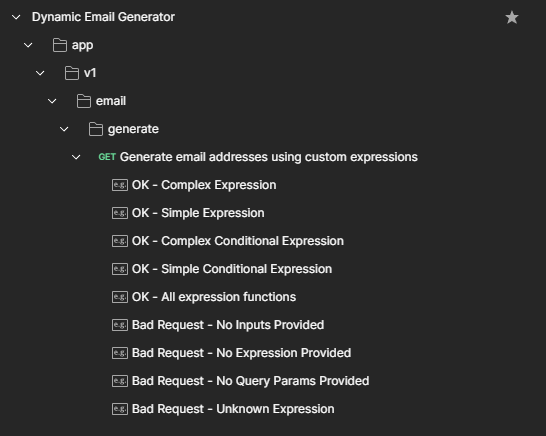 Dynamic Email Generator
app
v1
email
generate
GET Generate email addresses using custom expressions
e.g. OK - Complex Expression
e.g. OK - Simple Expression
e.g. OK - Complex Conditional Expression
e.g. OK - Simple Conditional Expression
e.g. OK - All expression functions
e.g. Bad Request - No Inputs Provided
e.g. Bad Request - No Expression Provided
e.g. Bad Request - No Query Params Provided
e.g. Bad Request - Unknown Expression